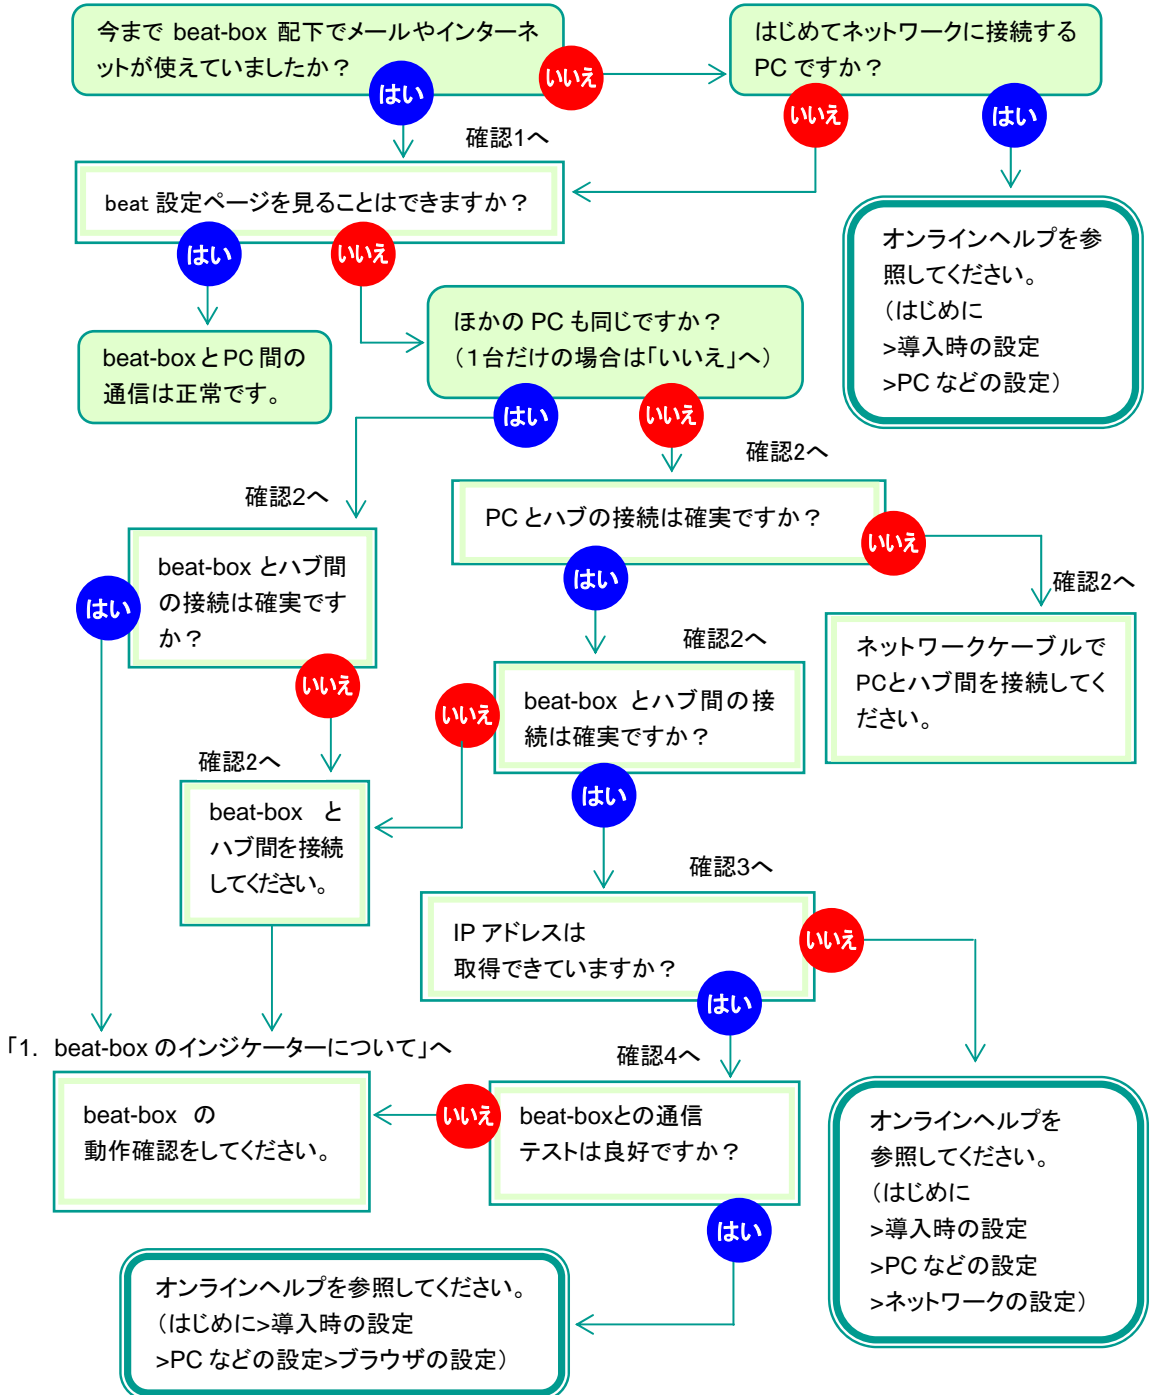 今まで beat-box 配下でメールやインターネ
ットが使えていましたか？
いいえ
はい
はじめてネットワークに接続する
PC ですか？
いいえ
はい
確認1へ
beat 設定ページを見ることはできますか？
はい
いいえ
オンラインヘルプを参
照してください。
（はじめに
>導入時の設定
>PC などの設定）
beat-boxとPC 間の
通信は正常です。
ほかの PC も同じですか？
（１台だけの場合は「いいえ」へ）
はい
いいえ
確認2へ
確認2へ
PC とハブの接続は確実ですか？
いいえ
はい
beat-box とハブ間
の接続は確実です
か？
はい
いいえ
確認2へ
ネットワークケーブルで
PCとハブ間を接続してく
ださい。
確認2へ
beat-box とハブ間の接
続は確実ですか？
いいえ
はい
確認2へ
beat-box と
ハブ間を接続
してください。
確認3へ
IP アドレスは
取得できていますか？
いいえ
はい
「1. beat-box のインジケーターについて」へ
beat-box の
動作確認をしてください。
確認4へ
beat-boxとの通信
テストは良好ですか？
いいえ
はい
オンラインヘルプを
参照してください。
（はじめに
>導入時の設定
>PC などの設定
>ネットワークの設定）
オンラインヘルプを参照してください。
（はじめに>導入時の設定
>PC などの設定>ブラウザの設定）